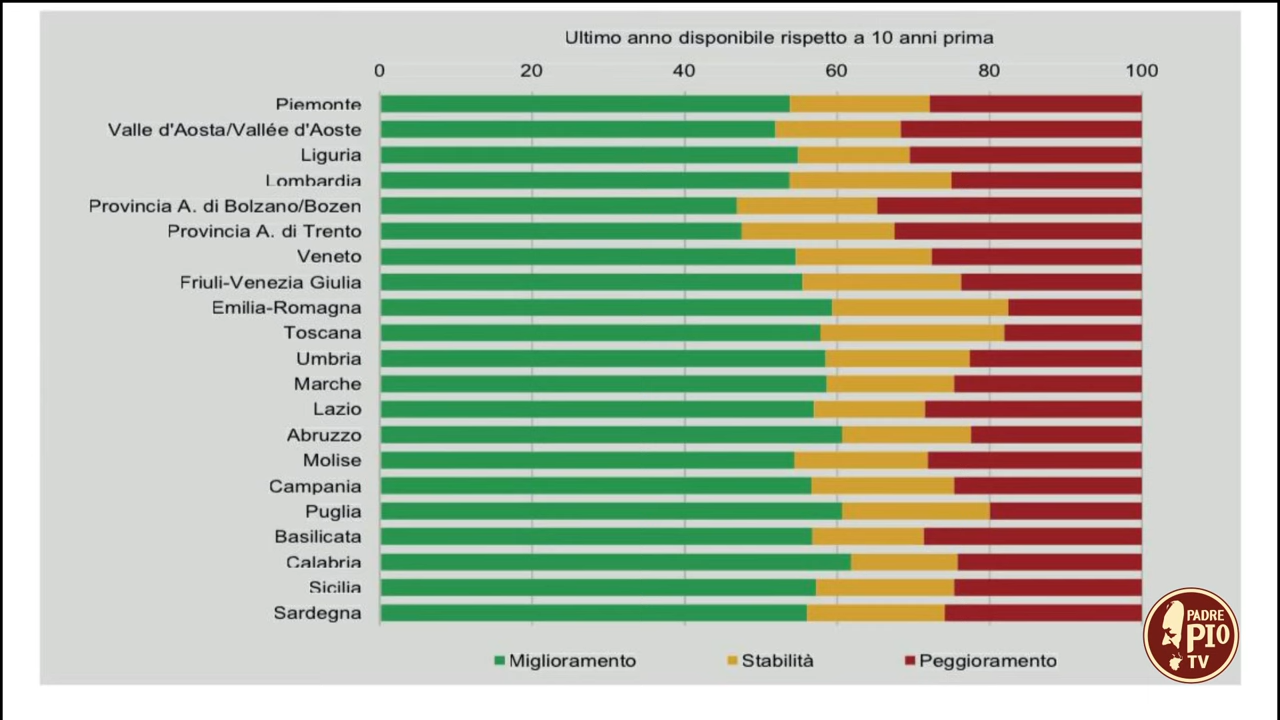 Ultimo anno disponibile rispetto a 10 anni prima
0 20 40 60 80 100
Piemonte
Valle d'Aosta/Vallée d'Aoste
Liguria
Lombardia
Provincia A. di Bolzano/Bozen
Provincia A. di Trento
Veneto
Friuli-Venezia Giulia
Emilia-Romagna
Toscana
Umbria
Marche
Lazio
Abruzzo
Molise
Campania
Puglia
Basilicata
Calabria
Sicilia
Sardegna
Miglioramento Stabilità Peggioramento
PADRE
PIO
TV